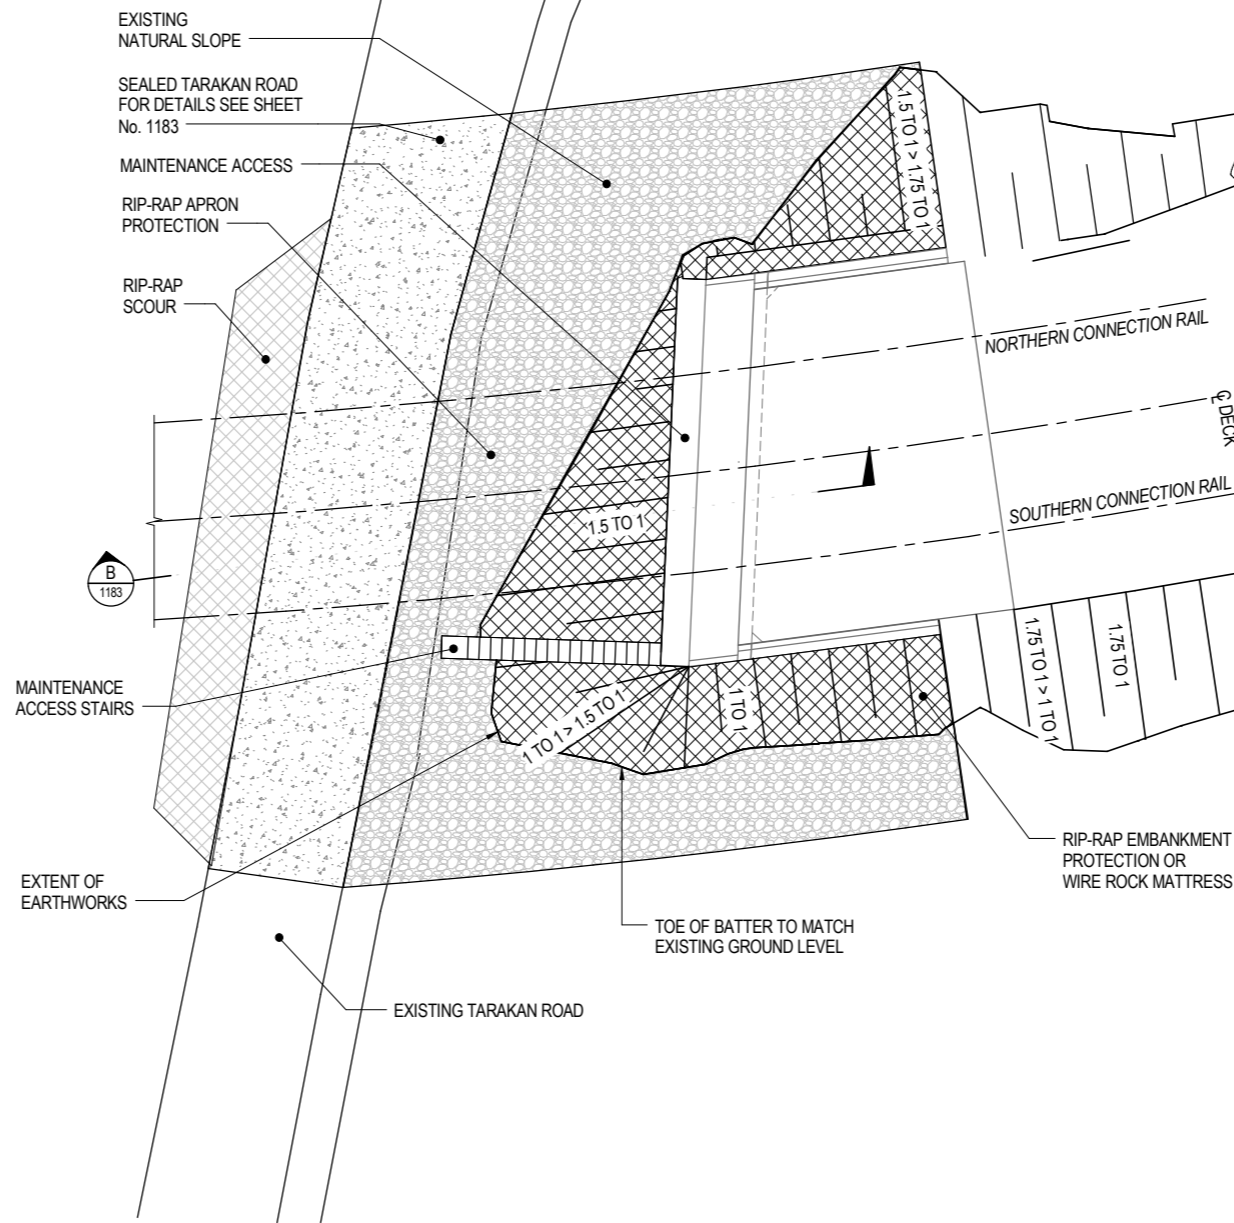 EXISTING
NATURAL SLOPE
SEALED TARAKAN ROAD
FOR DETAILS SEE SHEET
No. 1183
MAINTENANCE ACCESS
RIP-RAP APRON
PROTECTION
RIP-RAP
SCOUR
1.5 TO 1 > 1.75 TO 1
NORTHERN CONNECTION RAIL
℄ DECK
SOUTHERN CONNECTION RAIL
1.5 TO 1
B
1183
MAINTENANCE
ACCESS STAIRS
1 TO 1 > 1.5 TO 1
1 TO 1
1.75 TO 1 > 1 TO 1
1.75 TO 1
EXTENT OF
EARTHWORKS
RIP-RAP EMBANKMENT
PROTECTION OR
WIRE ROCK MATTRESS
TOE OF BATTER TO MATCH
EXISTING GROUND LEVEL
EXISTING TARAKAN ROAD